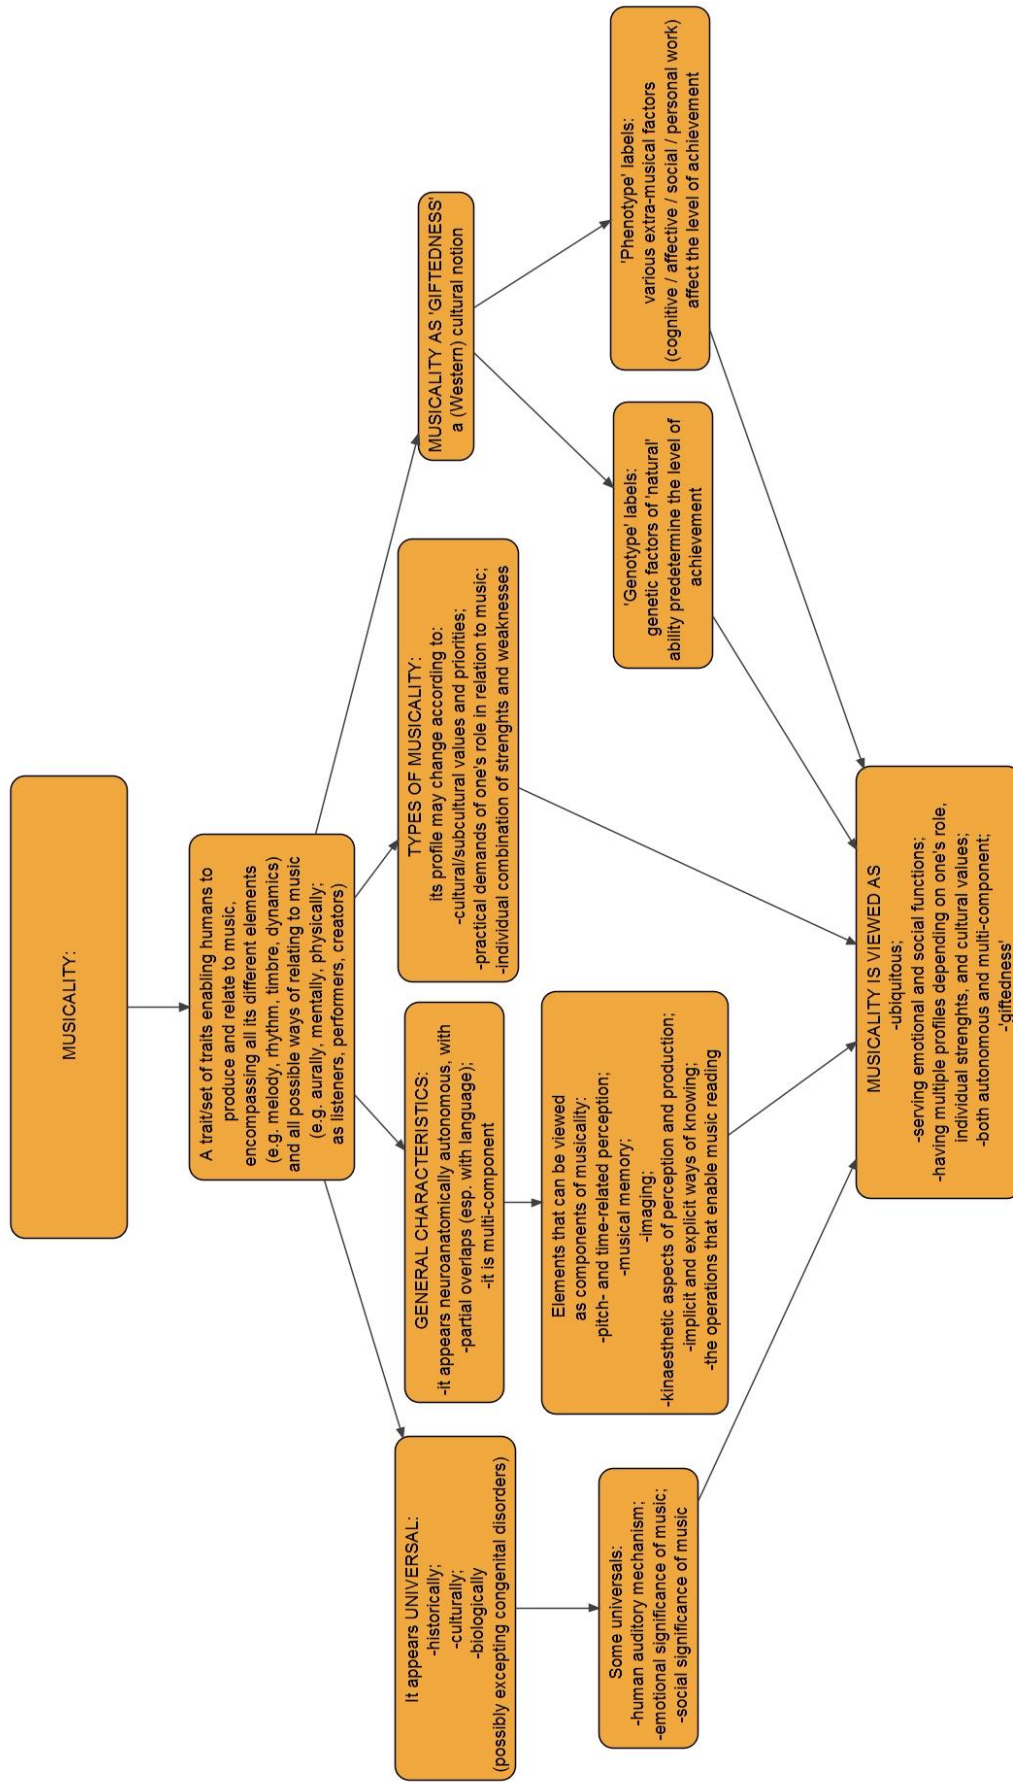 MUSICALITY:
A trait/set of traits enabling humans to
produce and relate to music,
encompassing all its different elements
(e.g. melody, rhythm, timbre, dynamics)
and all possible ways of relating to music
(e.g. aurally, mentally, physically;
as listeners, performers, creators)
It appears UNIVERSAL:
-historically;
-culturally;
-biologically
(possibly excepting congenital disorders)
GENERAL CHARACTERISTICS:
-it appears neuroanatomically autonomous, with
-partial overlaps (esp. with language);
-it is multi-component
TYPES OF MUSICALITY:
its profile may change according to:
-cultural/subcultural values and priorities;
-practical demands of one's role in relation to music;
-individual combination of strenghts and weaknesses
MUSICALITY AS 'GIFTEDNESS'
a (Western) cultural notion
Some universals:
-human auditory mechanism;
-emotional significance of music;
-social significance of music
Elements that can be viewed
as components of musicality:
-pitch- and time-related perception;
-musical memory;
-imaging;
-kinaesthetic aspects of perception and production;
-implicit and explicit ways of knowing;
-the operations that enable music reading
'Genotype' labels:
genetic factors of 'natural'
ability predetermine the level of
achievement
'Phenotype' labels:
various extra-musical factors
(cognitive / affective / social / personal work)
affect the level of achievement
MUSICALITY IS VIEWED AS
-ubiquitous;
-serving emotional and social functions;
-having multiple profiles depending on one's role,
individual strenghts, and cultural values;
-both autonomous and multi-component;
-'giftedness'